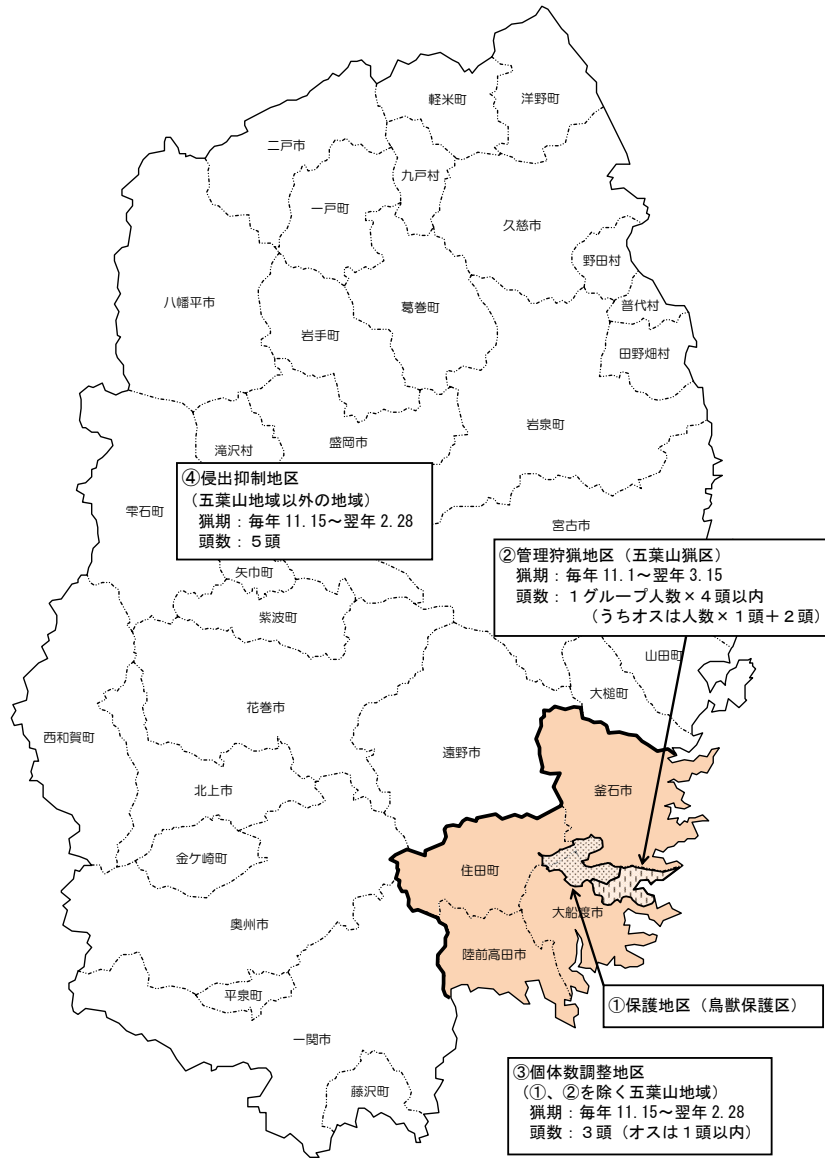 軽米町
洋野町
二戸市
九戸村
一戸町
久慈市
野田村
普代村
八幡平市
葛巻町
岩手町
田野畑村
岩泉町
滝沢村
盛岡市
④侵出抑制地区
(五葉山地域以外の地域)
猟期：毎年 11.15～翌年 2.28
頭数：５頭
雫石町
宮古市
②管理狩猟地区（五葉山猟区）
猟期：毎年 11.1～翌年 3.15
頭数：１グループ人数×４頭以内
（うちオスは人数×１頭＋２頭）
矢巾町
紫波町
山田町
大槌町
花巻市
西和賀町
遠野市
北上市
釜石市
金ケ崎町
住田町
大船渡市
奥州市
陸前高田市
平泉町
①保護地区（鳥獣保護区）
一関市
③個体数調整地区
(①、②を除く五葉山地域)
猟期：毎年 11.15～翌年 2.28
頭数：３頭（オスは１頭以内）
藤沢町